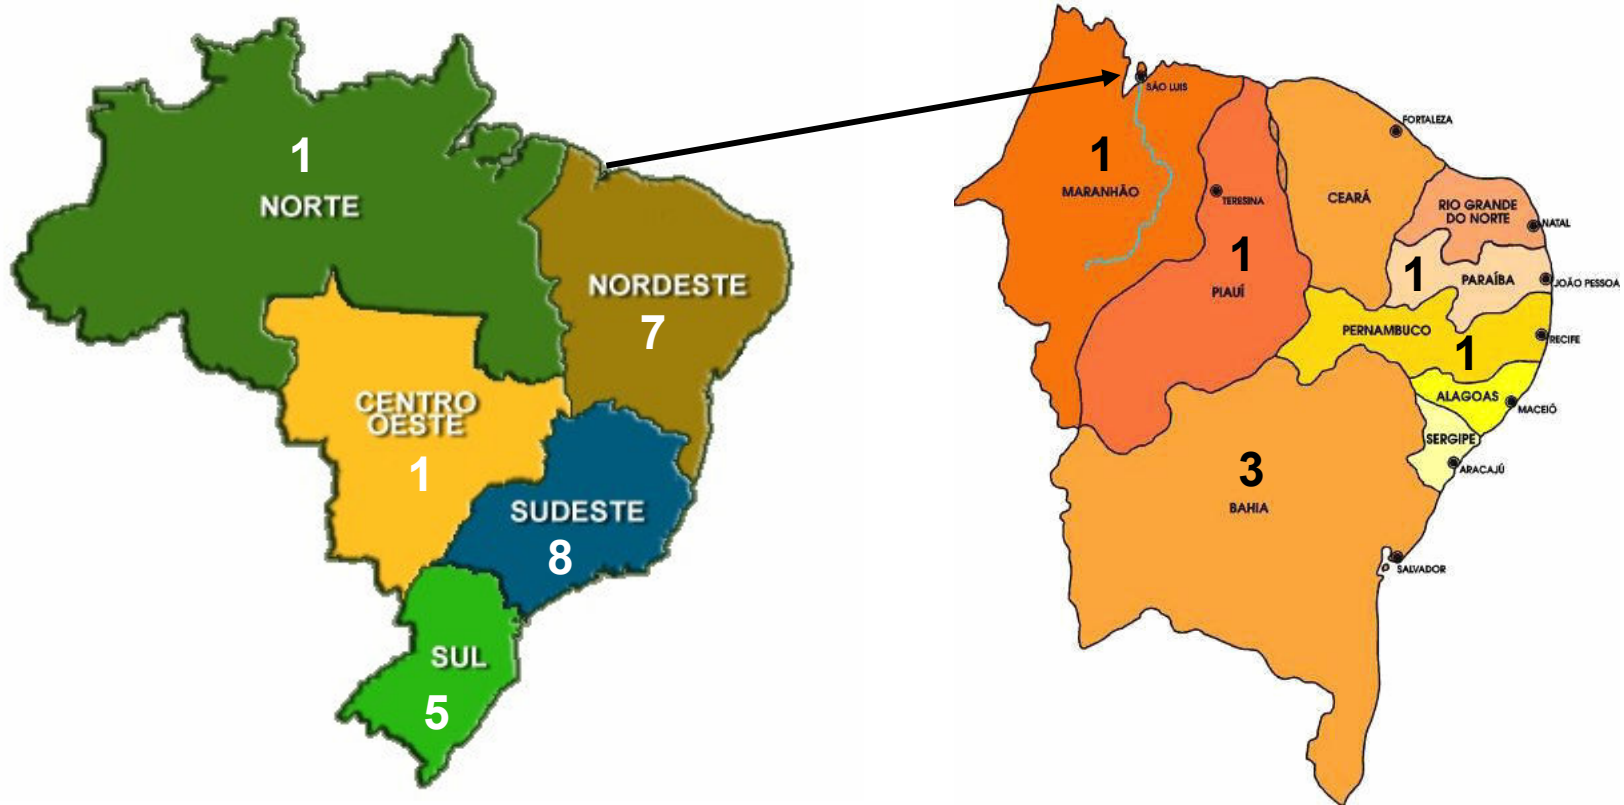 1
NORTE
NORDESTE
7
CENTRO
OESTE
1
SUDESTE
8
SUL
5
SÃO LUIS
1
MARANHÃO
TERESINA
1
PIAUÍ
CEARÁ
FORTALEZA
RIO GRANDE
DO NORTE
NATAL
1
PARAÍBA
JOÃO PESSOA
PERNAMBUCO
1
RECIFE
ALAGOAS
MACEIÓ
SERGIPE
ARACAJÚ
3
BAHIA
SALVADOR